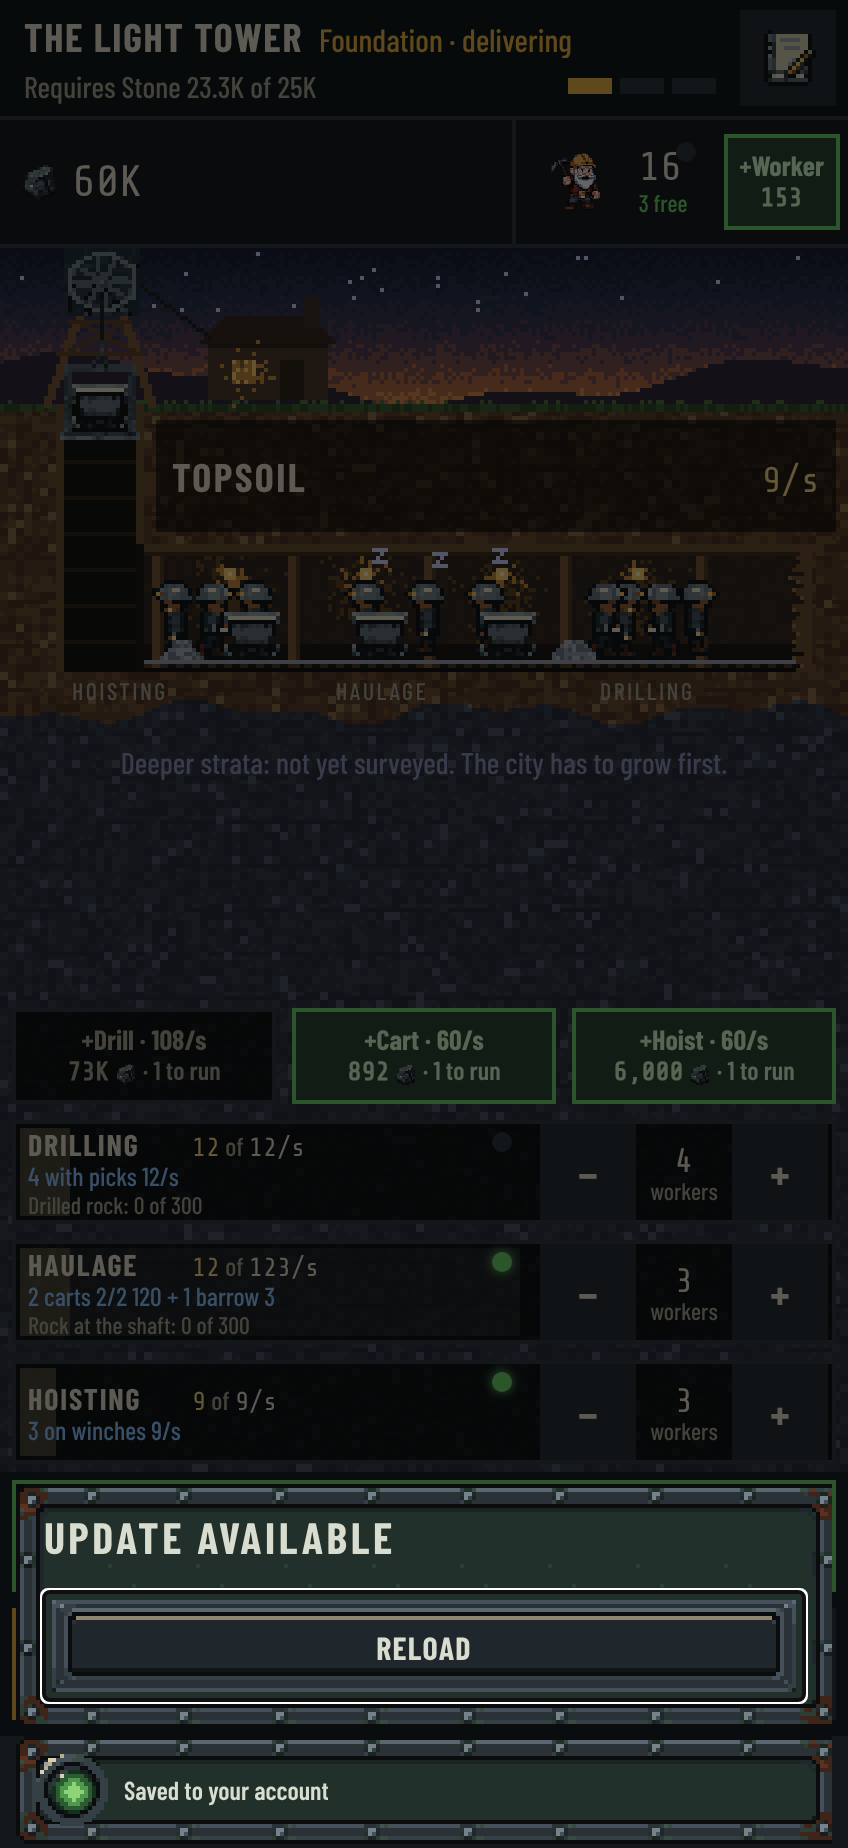 THE LIGHT TOWER Foundation · delivering
Requires Stone 23.3K of 25K
60K
16
3 free
+Worker
153
TOPSOIL
9/s
z z z
HOISTING HAULAGE DRILLING
Deeper strata: not yet surveyed. The city has to grow first.
+Drill · 108/s
73K · 1 to run
+Cart · 60/s
892 · 1 to run
+Hoist · 60/s
6,000 · 1 to run
DRILLING 12 of 12/s
4 with picks 12/s
Drilled rock: 0 of 300
− 4 +
workers
HAULAGE 12 of 123/s
2 carts 2/2 120 + 1 barrow 3
Rock at the shaft: 0 of 300
− 3 +
workers
HOISTING 9 of 9/s
3 on winches 9/s
− 3 +
workers
UPDATE AVAILABLE
RELOAD
Saved to your account